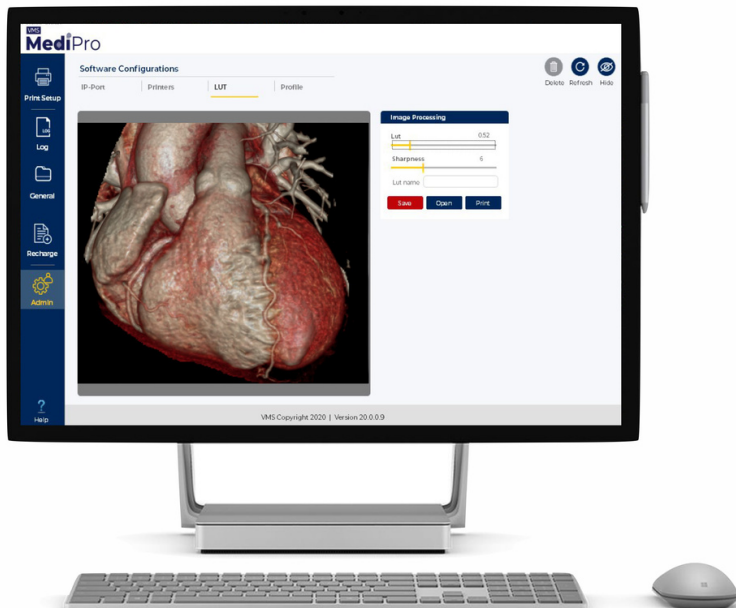 VMS
MediPro
Software Configurations
IP-Port
Printers
LUT
Profile
Delete
Refresh
Hide
Print Setup
LOG
Log
General
Recharge
Admin
?
Help
Image Processing
Lut
0.52
Sharpness
6
Lut name
Save
Open
Print
VMS Copyright 2020 | Version 20.0.0.9